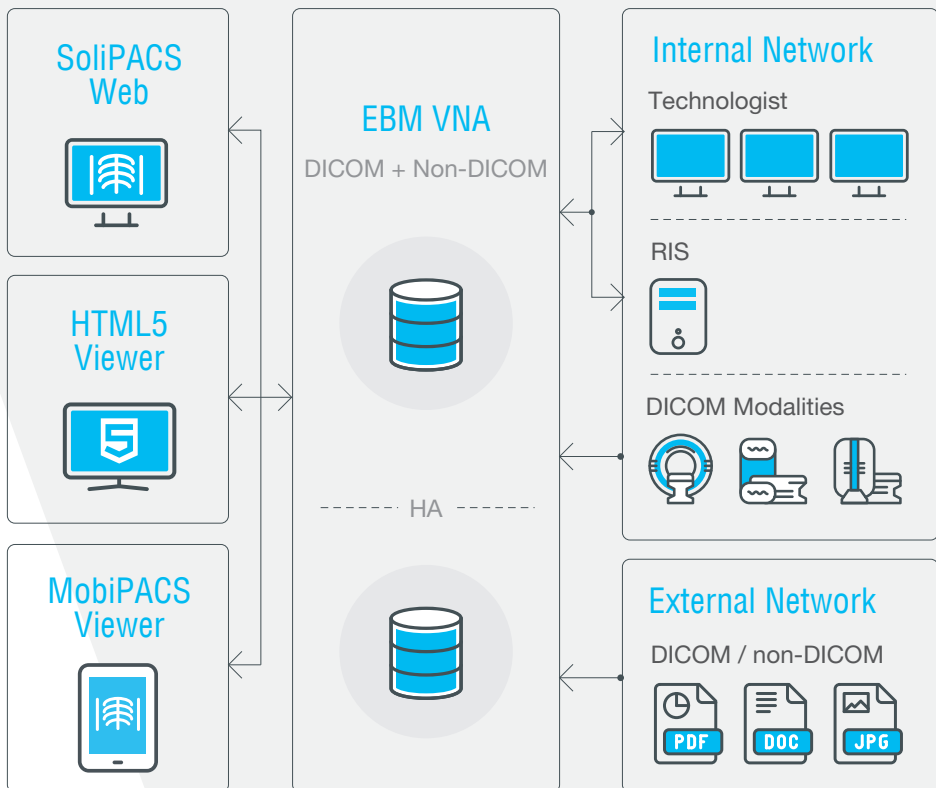 SoliPACS
Web
HTML5
Viewer
MobiPACS
Viewer
EBM VNA
DICOM + Non-DICOM
HA
Internal Network
Technologist
RIS
DICOM Modalities
External Network
DICOM / non-DICOM
PDF
DOC
JPG